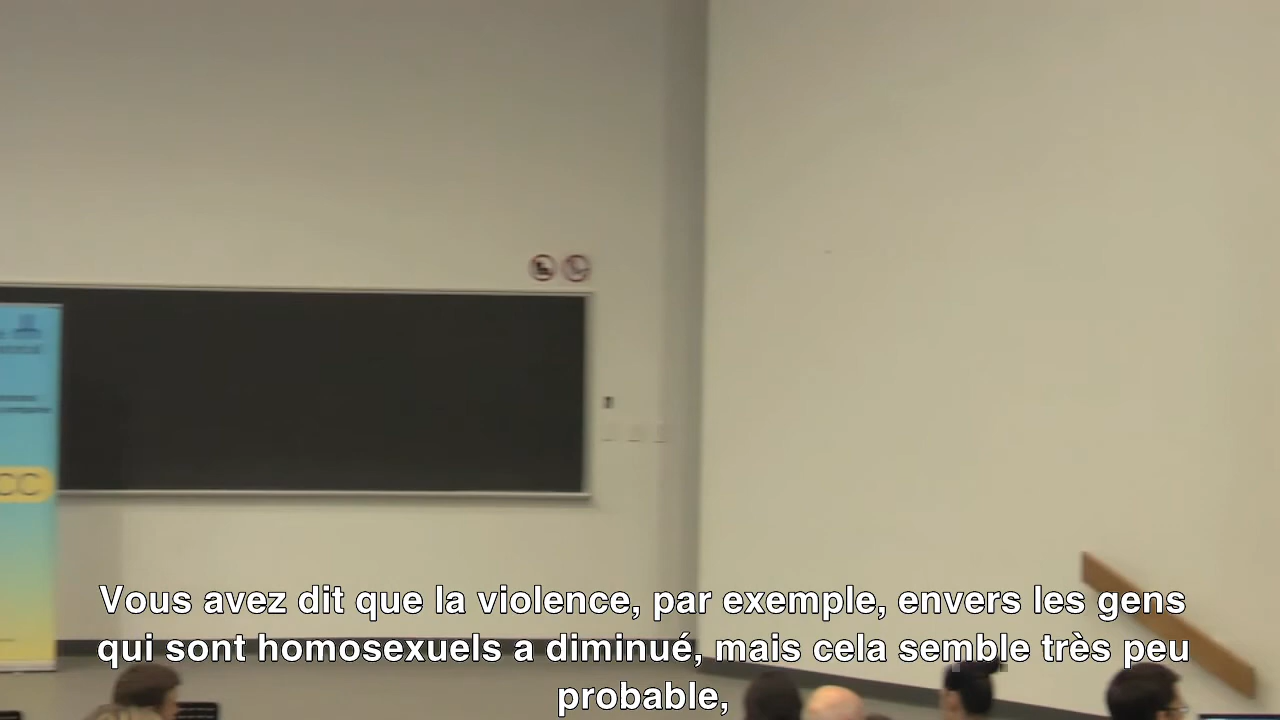 CC
Vous avez dit que la violence, par exemple, envers les gens
qui sont homosexuels a diminué, mais cela semble très peu
probable,